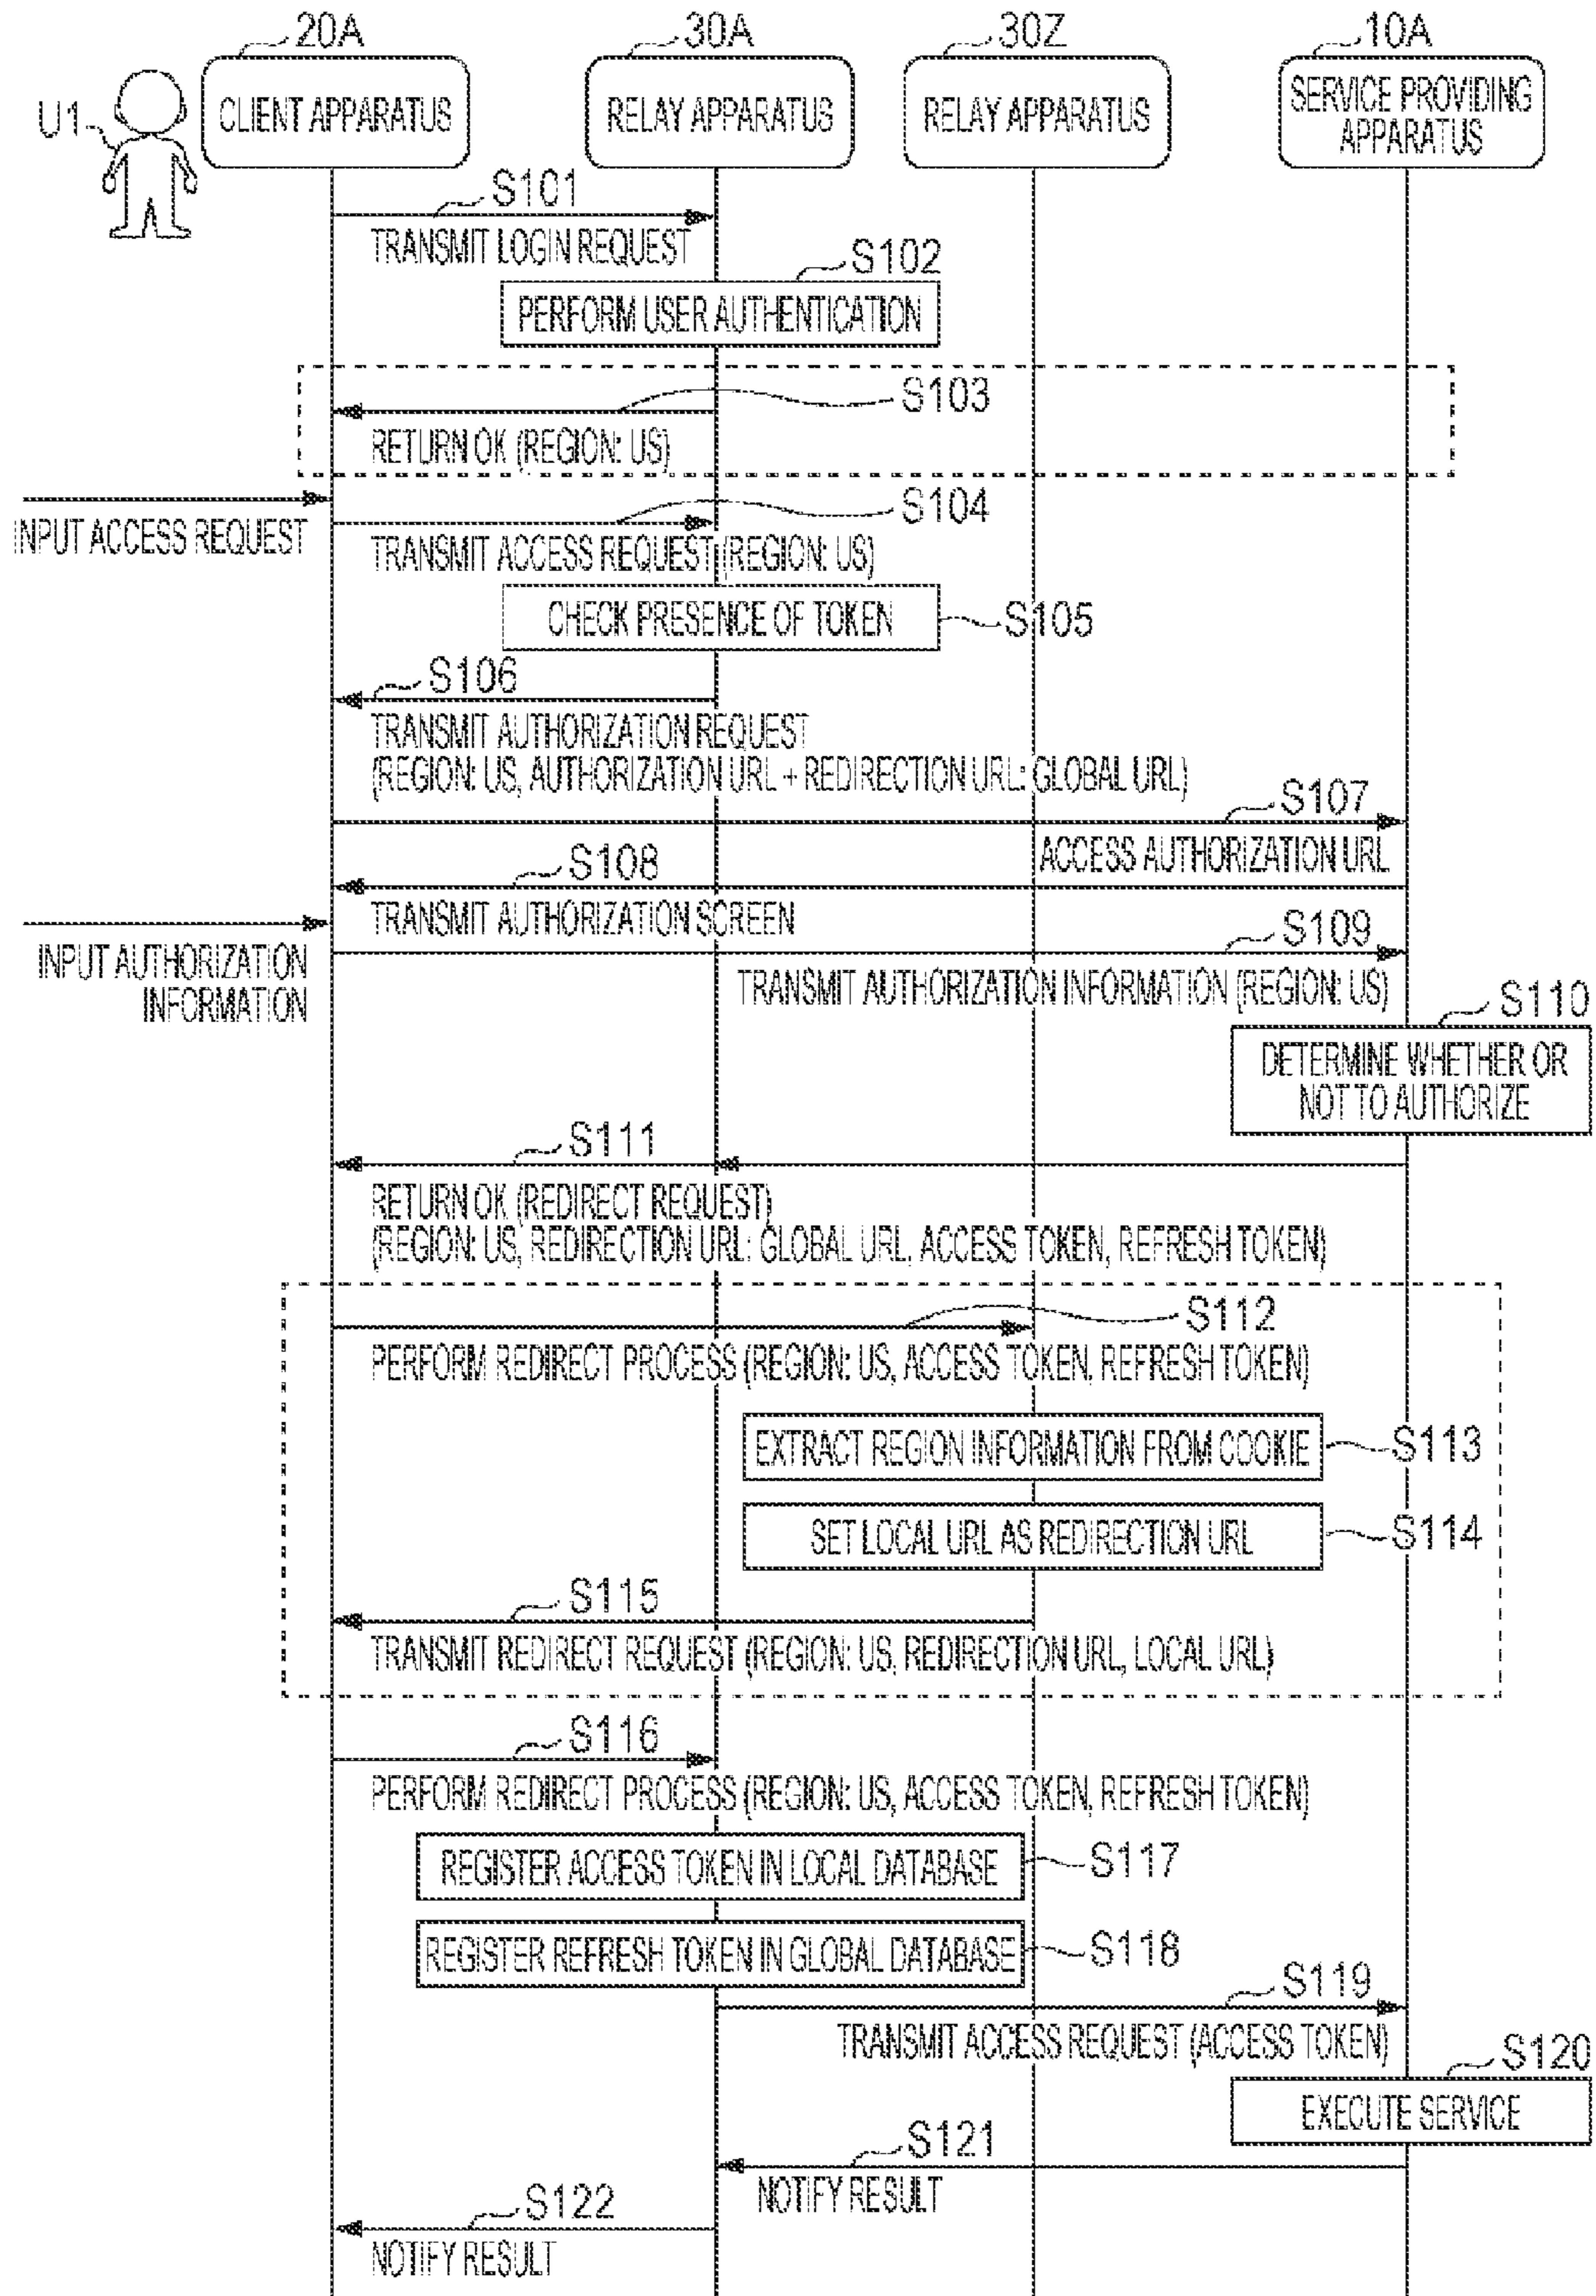 20A
30A
30Z
10A
U1
CLIENT APPARATUS
RELAY APPARATUS
RELAY APPARATUS
SERVICE PROVIDING
APPARATUS
S101
TRANSMIT LOGIN REQUEST
S102
PERFORM USER AUTHENTICATION
S103
RETURN OK (REGION: US)
INPUT ACCESS REQUEST
S104
TRANSMIT ACCESS REQUEST (REGION: US)
CHECK PRESENCE OF TOKEN
S105
S106
TRANSMIT AUTHORIZATION REQUEST
(REGION: US, AUTHORIZATION URL + REDIRECTION URL: GLOBAL URL)
S107
ACCESS AUTHORIZATION URL
S108
TRANSMIT AUTHORIZATION SCREEN
INPUT AUTHORIZATION
INFORMATION
S109
TRANSMIT AUTHORIZATION INFORMATION (REGION: US)
S110
DETERMINE WHETHER OR
NOT TO AUTHORIZE
S111
RETURN OK (REDIRECT REQUEST)
(REGION: US, REDIRECTION URL: GLOBAL URL, ACCESS TOKEN, REFRESH TOKEN)
S112
PERFORM REDIRECT PROCESS (REGION: US, ACCESS TOKEN, REFRESH TOKEN)
EXTRACT REGION INFORMATION FROM COOKIE
S113
SET LOCAL URL AS REDIRECTION URL
S114
S115
TRANSMIT REDIRECT REQUEST (REGION: US, REDIRECTION URL, LOCAL URL)
S116
PERFORM REDIRECT PROCESS (REGION: US, ACCESS TOKEN, REFRESH TOKEN)
REGISTER ACCESS TOKEN IN LOCAL DATABASE
S117
REGISTER REFRESH TOKEN IN GLOBAL DATABASE
S118
S119
TRANSMIT ACCESS REQUEST (ACCESS TOKEN)
S120
EXECUTE SERVICE
S121
NOTIFY RESULT
S122
NOTIFY RESULT